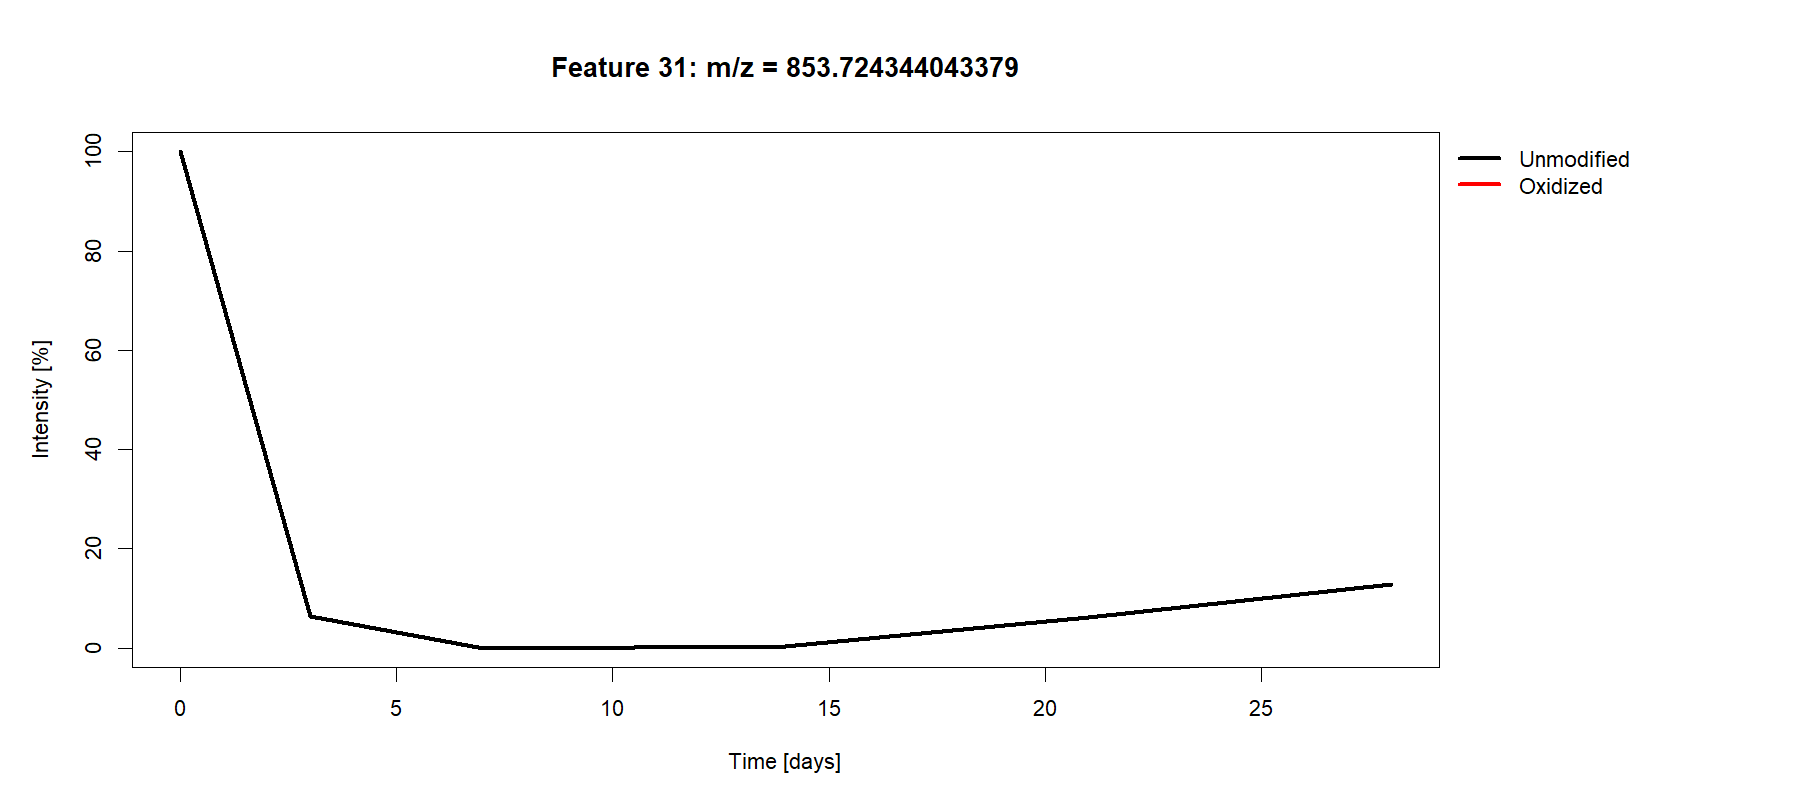 Feature 31: m/z = 853.724344043379
Unmodified
Oxidized
Intensity [%]
100
80
60
40
20
0
0 5 10 15 20 25
Time [days]